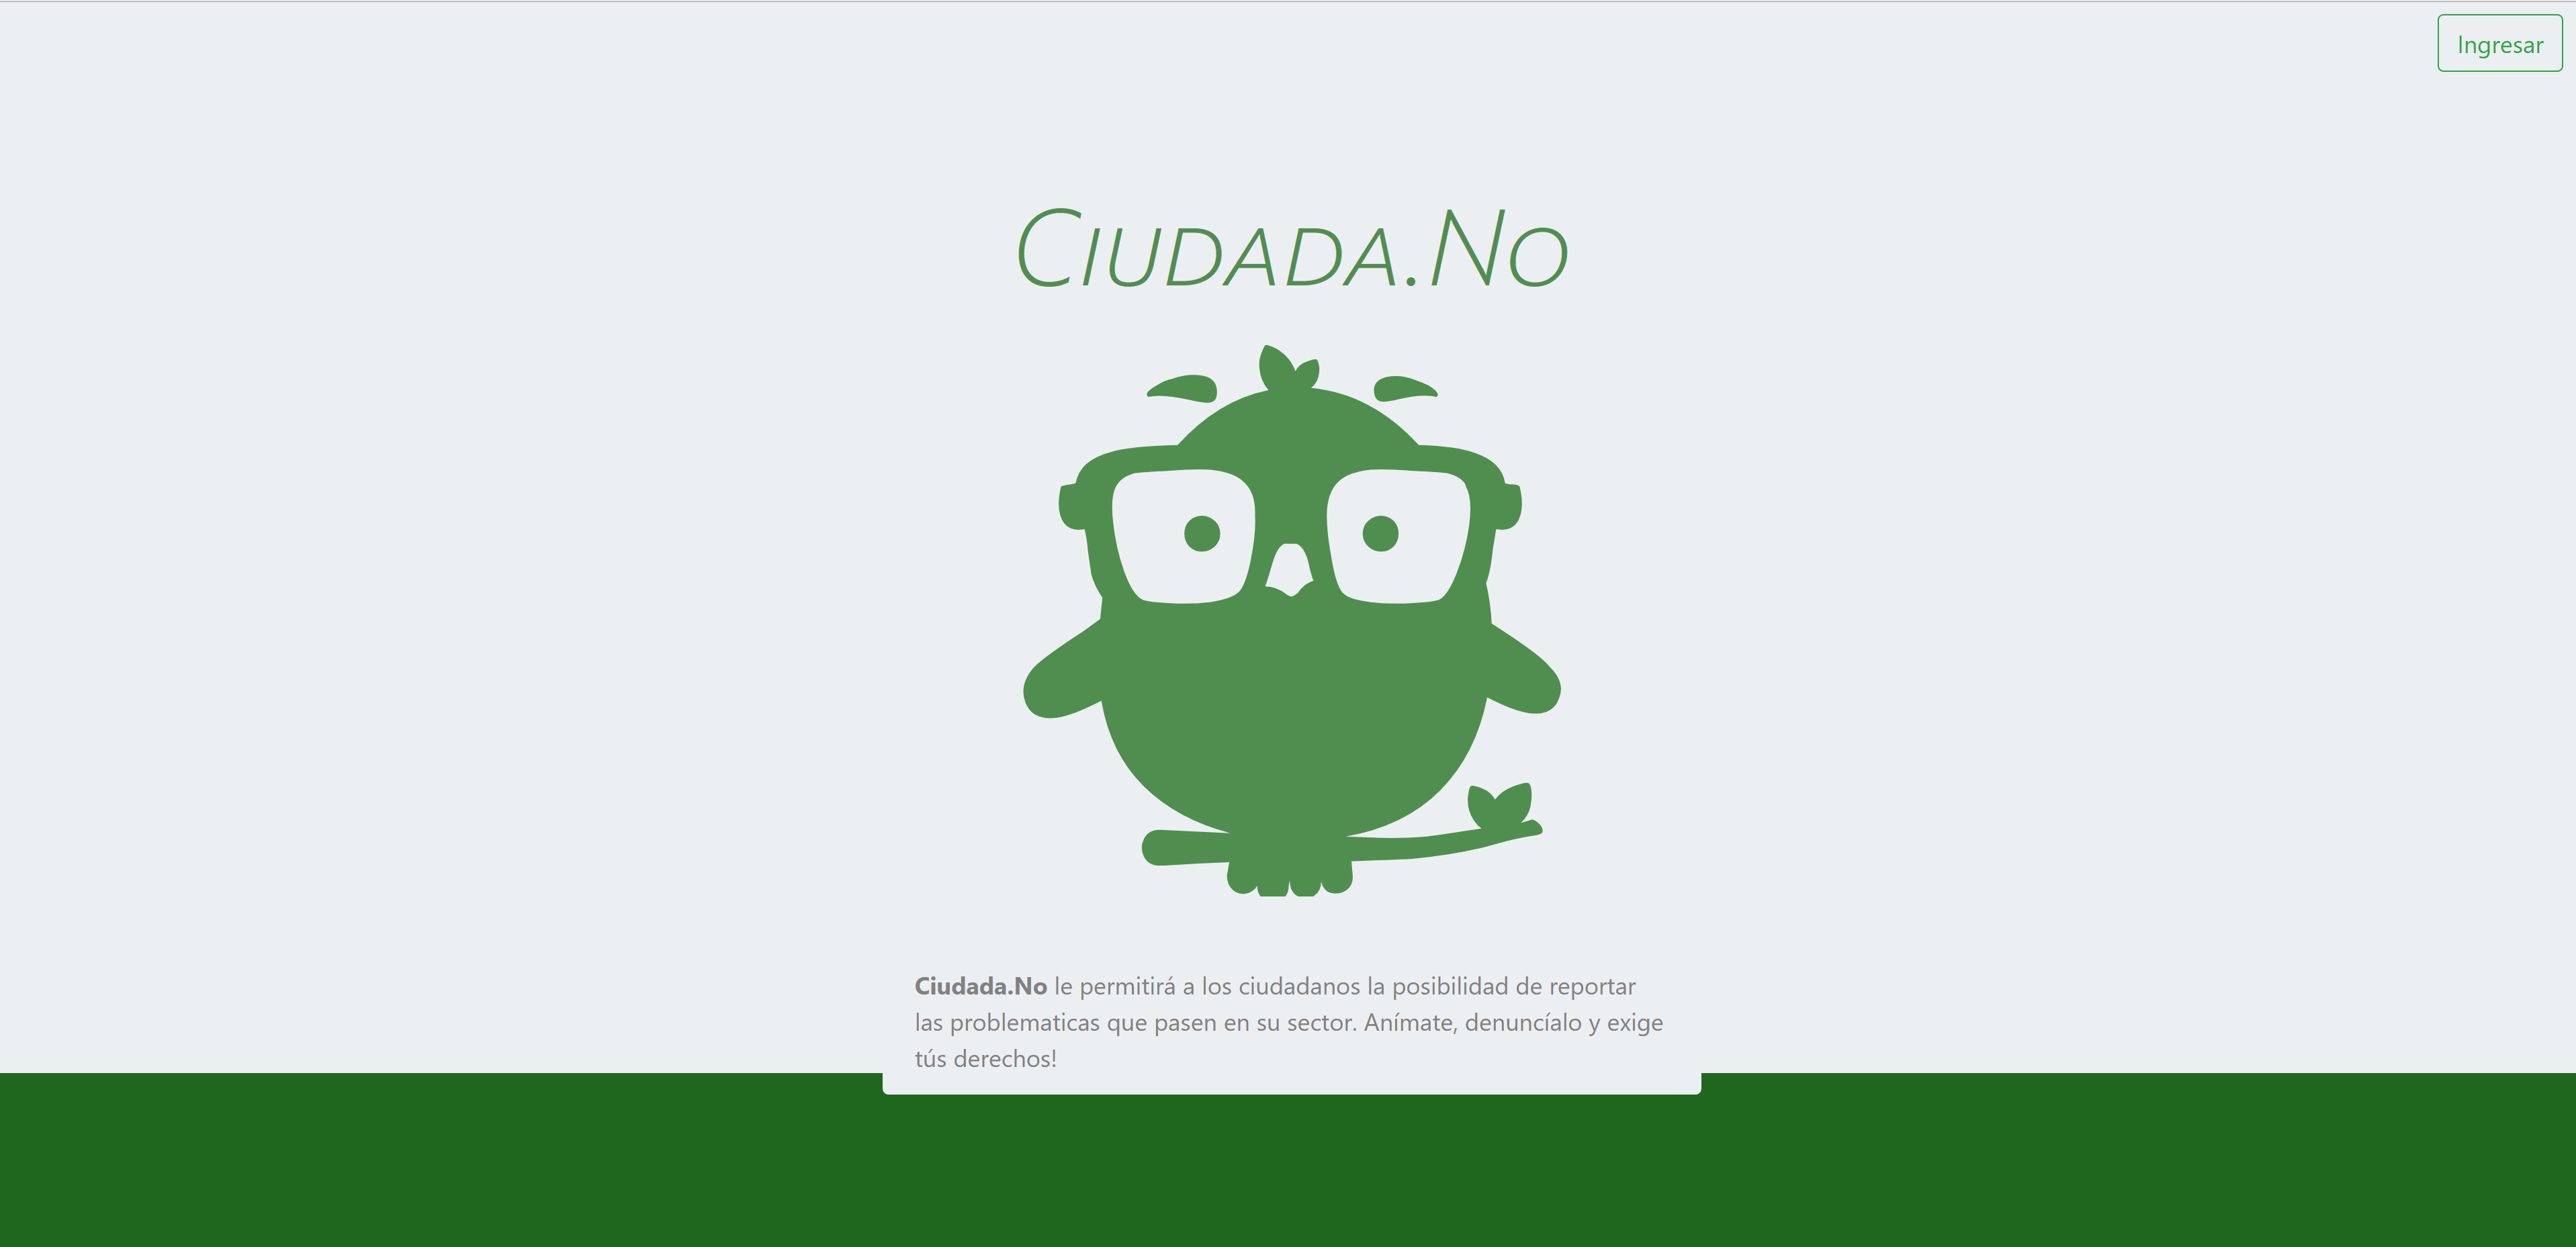 Ingresar
Ciudada.No
Ciudada.No le permitirá a los ciudadanos la posibilidad de reportar
las problematicas que pasen en su sector. Anímate, denuncíalo y exige
tús derechos!